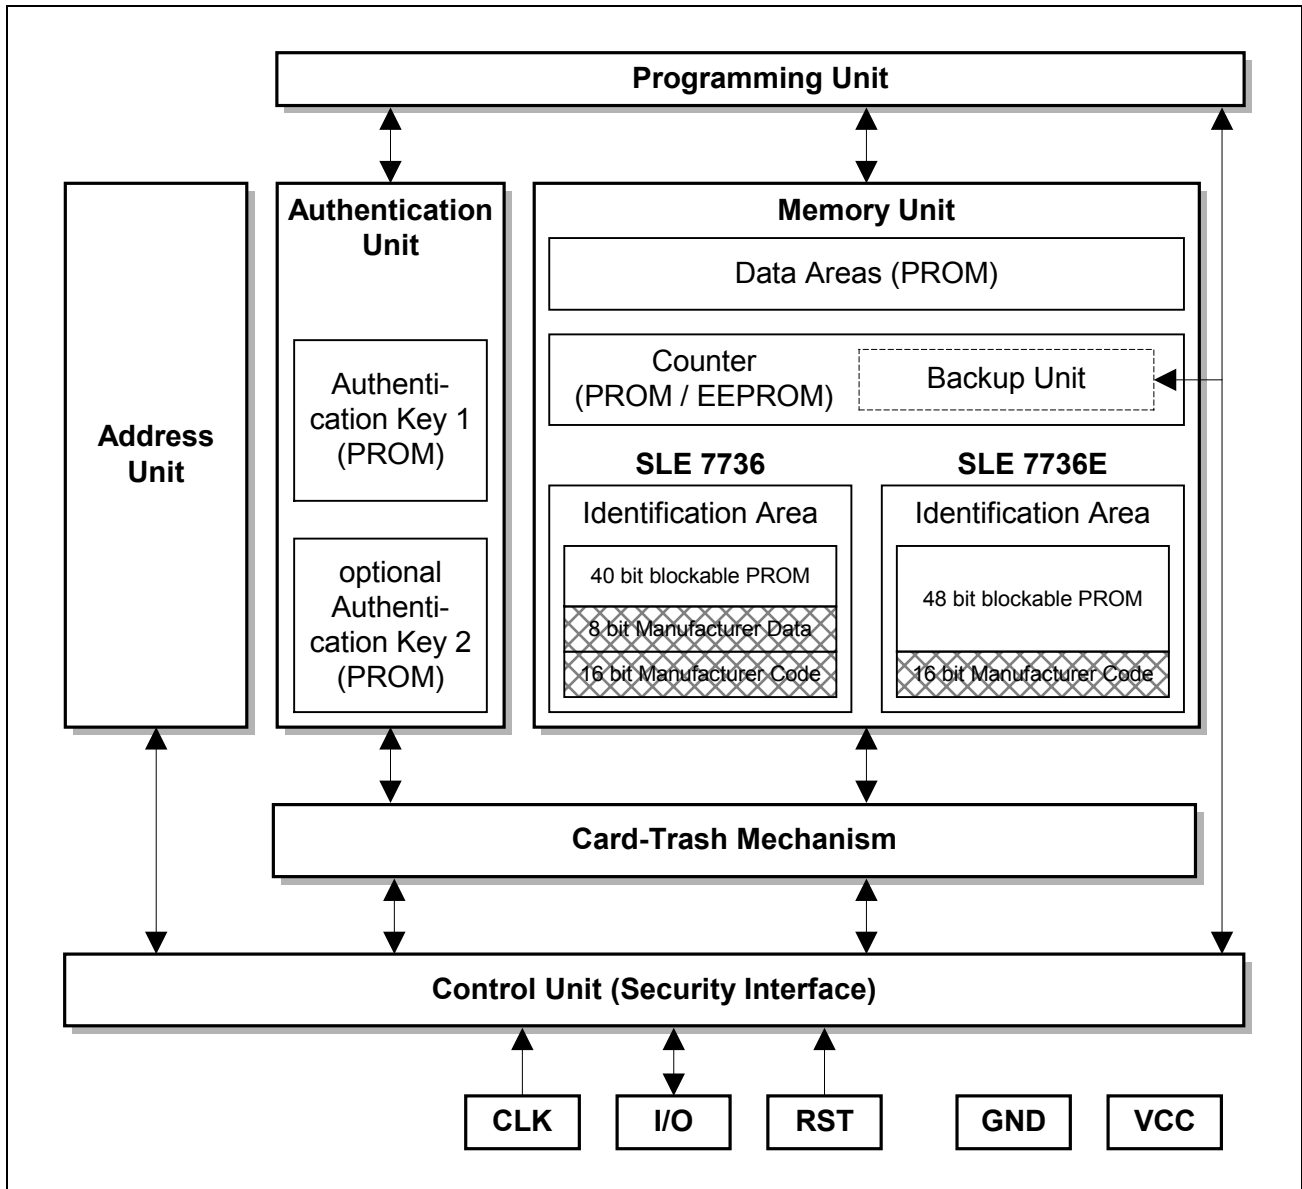 Programming Unit
Address
Unit
Authentication
Unit
Authenti-
cation Key 1
(PROM)
optional
Authenti-
cation Key 2
(PROM)
Memory Unit
Data Areas (PROM)
Counter
(PROM / EEPROM)
Backup Unit
SLE 7736
Identification Area
40 bit blockable PROM
8 bit Manufacturer Data
16 bit Manufacturer Code
SLE 7736E
Identification Area
48 bit blockable PROM
16 bit Manufacturer Code
Card-Trash Mechanism
Control Unit (Security Interface)
CLK
I/O
RST
GND
VCC